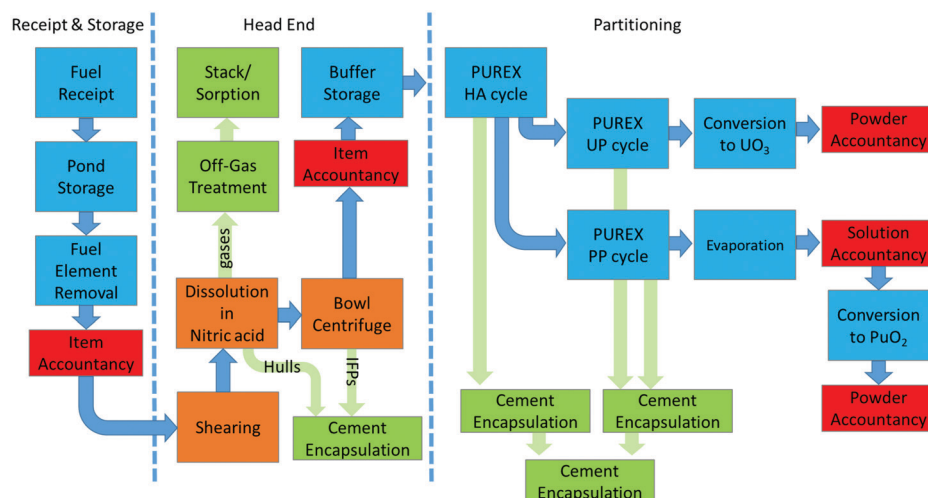 Receipt & Storage
Fuel
Receipt
Pond
Storage
Fuel
Element
Removal
Item
Accountancy
Head End
Stack/
Sorption
Off-Gas
Treatment
gases
Dissolution
in
Nitric acid
Hulls
Shearing
Buffer
Storage
Item
Accountancy
Bowl
Centrifuge
IFPs
Cement
Encapsulation
Partitioning
PUREX
HA cycle
PUREX
UP cycle
Conversion
to UO₃
Powder
Accountancy
PUREX
PP cycle
Evaporation
Solution
Accountancy
Conversion
to PuO₂
Powder
Accountancy
Cement
Encapsulation
Cement
Encapsulation
Cement
Encapsulation